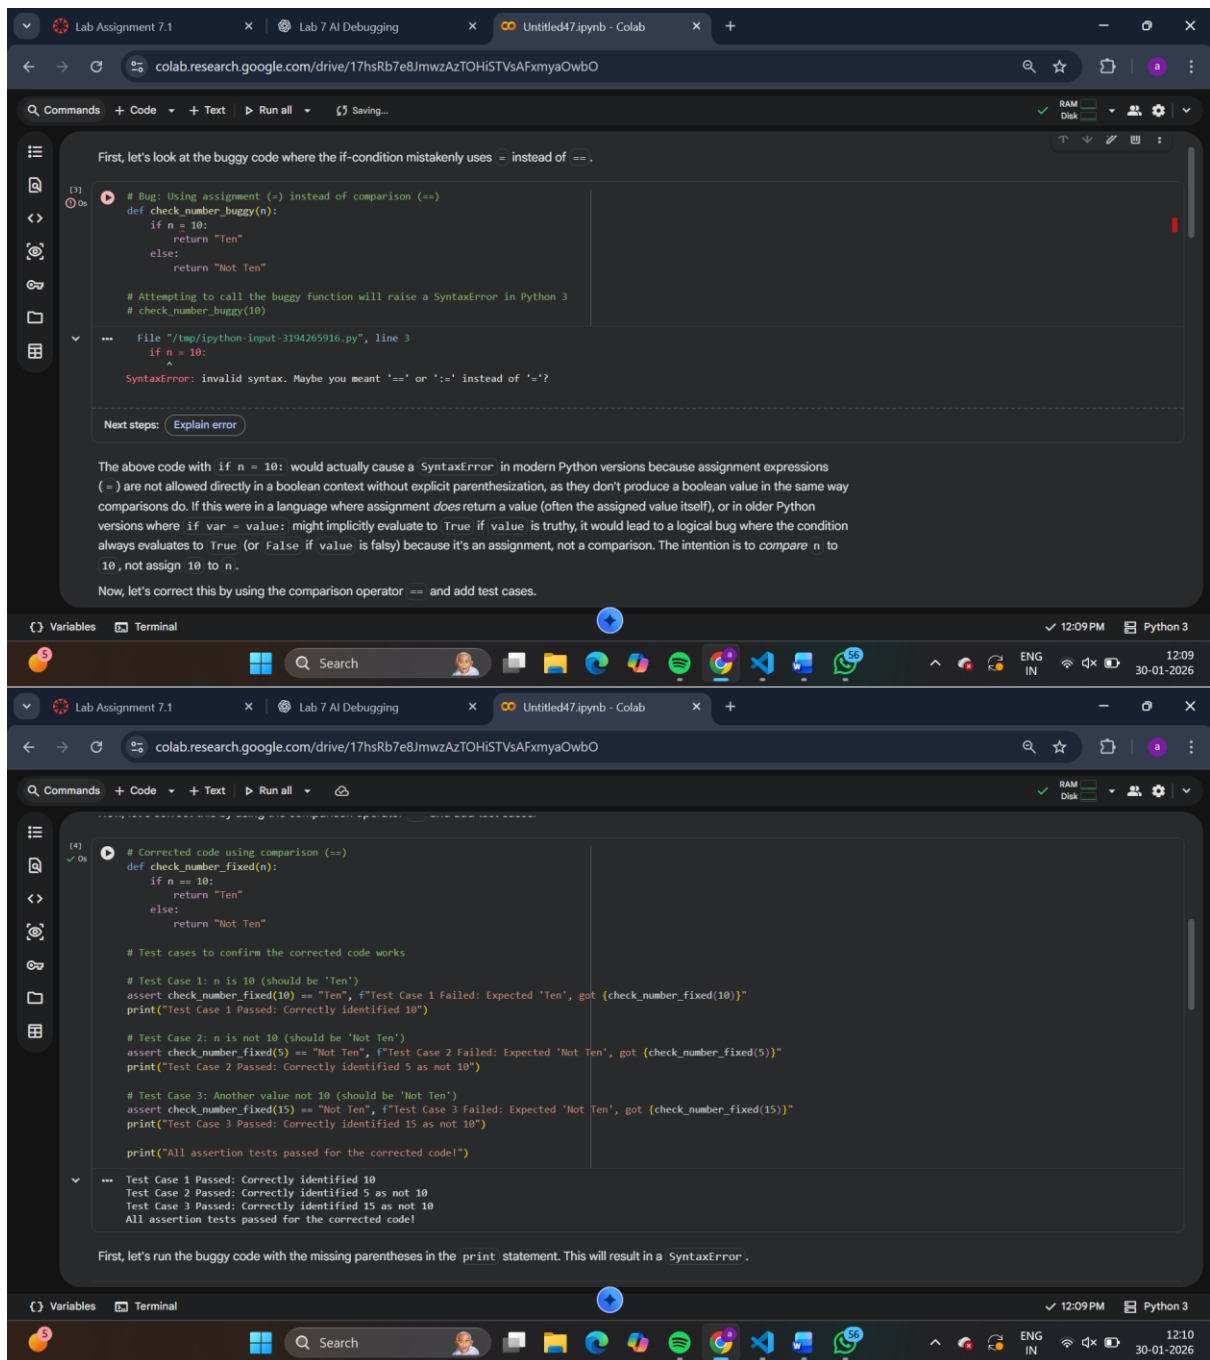 Lab Assignment 7.1
Lab 7 AI Debugging
Untitled47.ipynb - Colab
colab.research.google.com/drive/17hsRb7e8JmwzAzTOHiSTVsAFxmyaOwbO
a
Commands + Code + Text Run all Saving...
RAM
Disk
First, let's look at the buggy code where the if-condition mistakenly uses = instead of ==.
[3]
0s
# Bug: Using assignment (=) instead of comparison (==)
def check_number_buggy(n):
    if n = 10:
        return "Ten"
    else:
        return "Not Ten"
# Attempting to call the buggy function will raise a SyntaxError in Python 3
# check_number_buggy(10)
File "/tmp/ipython-input-3194265916.py", line 3
    if n = 10:
       ^
SyntaxError: invalid syntax. Maybe you meant '==' or ':=' instead of '='?
Next steps: Explain error
The above code with if n = 10: would actually cause a SyntaxError in modern Python versions because assignment expressions
(=) are not allowed directly in a boolean context without explicit parenthesization, as they don't produce a boolean value in the same way
comparisons do. If this were in a language where assignment does return a value (often the assigned value itself), or in older Python
versions where if var = value: might implicitly evaluate to True if value is truthy, it would lead to a logical bug where the condition
always evaluates to True (or False if value is falsy) because it's an assignment, not a comparison. The intention is to compare n to
10, not assign 10 to n.
Now, let's correct this by using the comparison operator == and add test cases.
Variables Terminal
12:09 PM Python 3
5
Search
56
ENG
IN
12:09
30-01-2026
Lab Assignment 7.1
Lab 7 AI Debugging
Untitled47.ipynb - Colab
colab.research.google.com/drive/17hsRb7e8JmwzAzTOHiSTVsAFxmyaOwbO
a
Commands + Code + Text Run all
RAM
Disk
Now, let's correct this by using the comparison operator == and add test cases.
[4]
0s
# Corrected code using comparison (==)
def check_number_fixed(n):
    if n == 10:
        return "Ten"
    else:
        return "Not Ten"
# Test cases to confirm the corrected code works
# Test Case 1: n is 10 (should be 'Ten')
assert check_number_fixed(10) == "Ten", f"Test Case 1 Failed: Expected 'Ten', got {check_number_fixed(10)}"
print("Test Case 1 Passed: Correctly identified 10")
# Test Case 2: n is not 10 (should be 'Not Ten')
assert check_number_fixed(5) == "Not Ten", f"Test Case 2 Failed: Expected 'Not Ten', got {check_number_fixed(5)}"
print("Test Case 2 Passed: Correctly identified 5 as not 10")
# Test Case 3: Another value not 10 (should be 'Not Ten')
assert check_number_fixed(15) == "Not Ten", f"Test Case 3 Failed: Expected 'Not Ten', got {check_number_fixed(15)}"
print("Test Case 3 Passed: Correctly identified 15 as not 10")
print("All assertion tests passed for the corrected code!")
Test Case 1 Passed: Correctly identified 10
Test Case 2 Passed: Correctly identified 5 as not 10
Test Case 3 Passed: Correctly identified 15 as not 10
All assertion tests passed for the corrected code!
First, let's run the buggy code with the missing parentheses in the print statement. This will result in a SyntaxError.
Variables Terminal
12:09 PM Python 3
5
Search
56
ENG
IN
12:10
30-01-2026